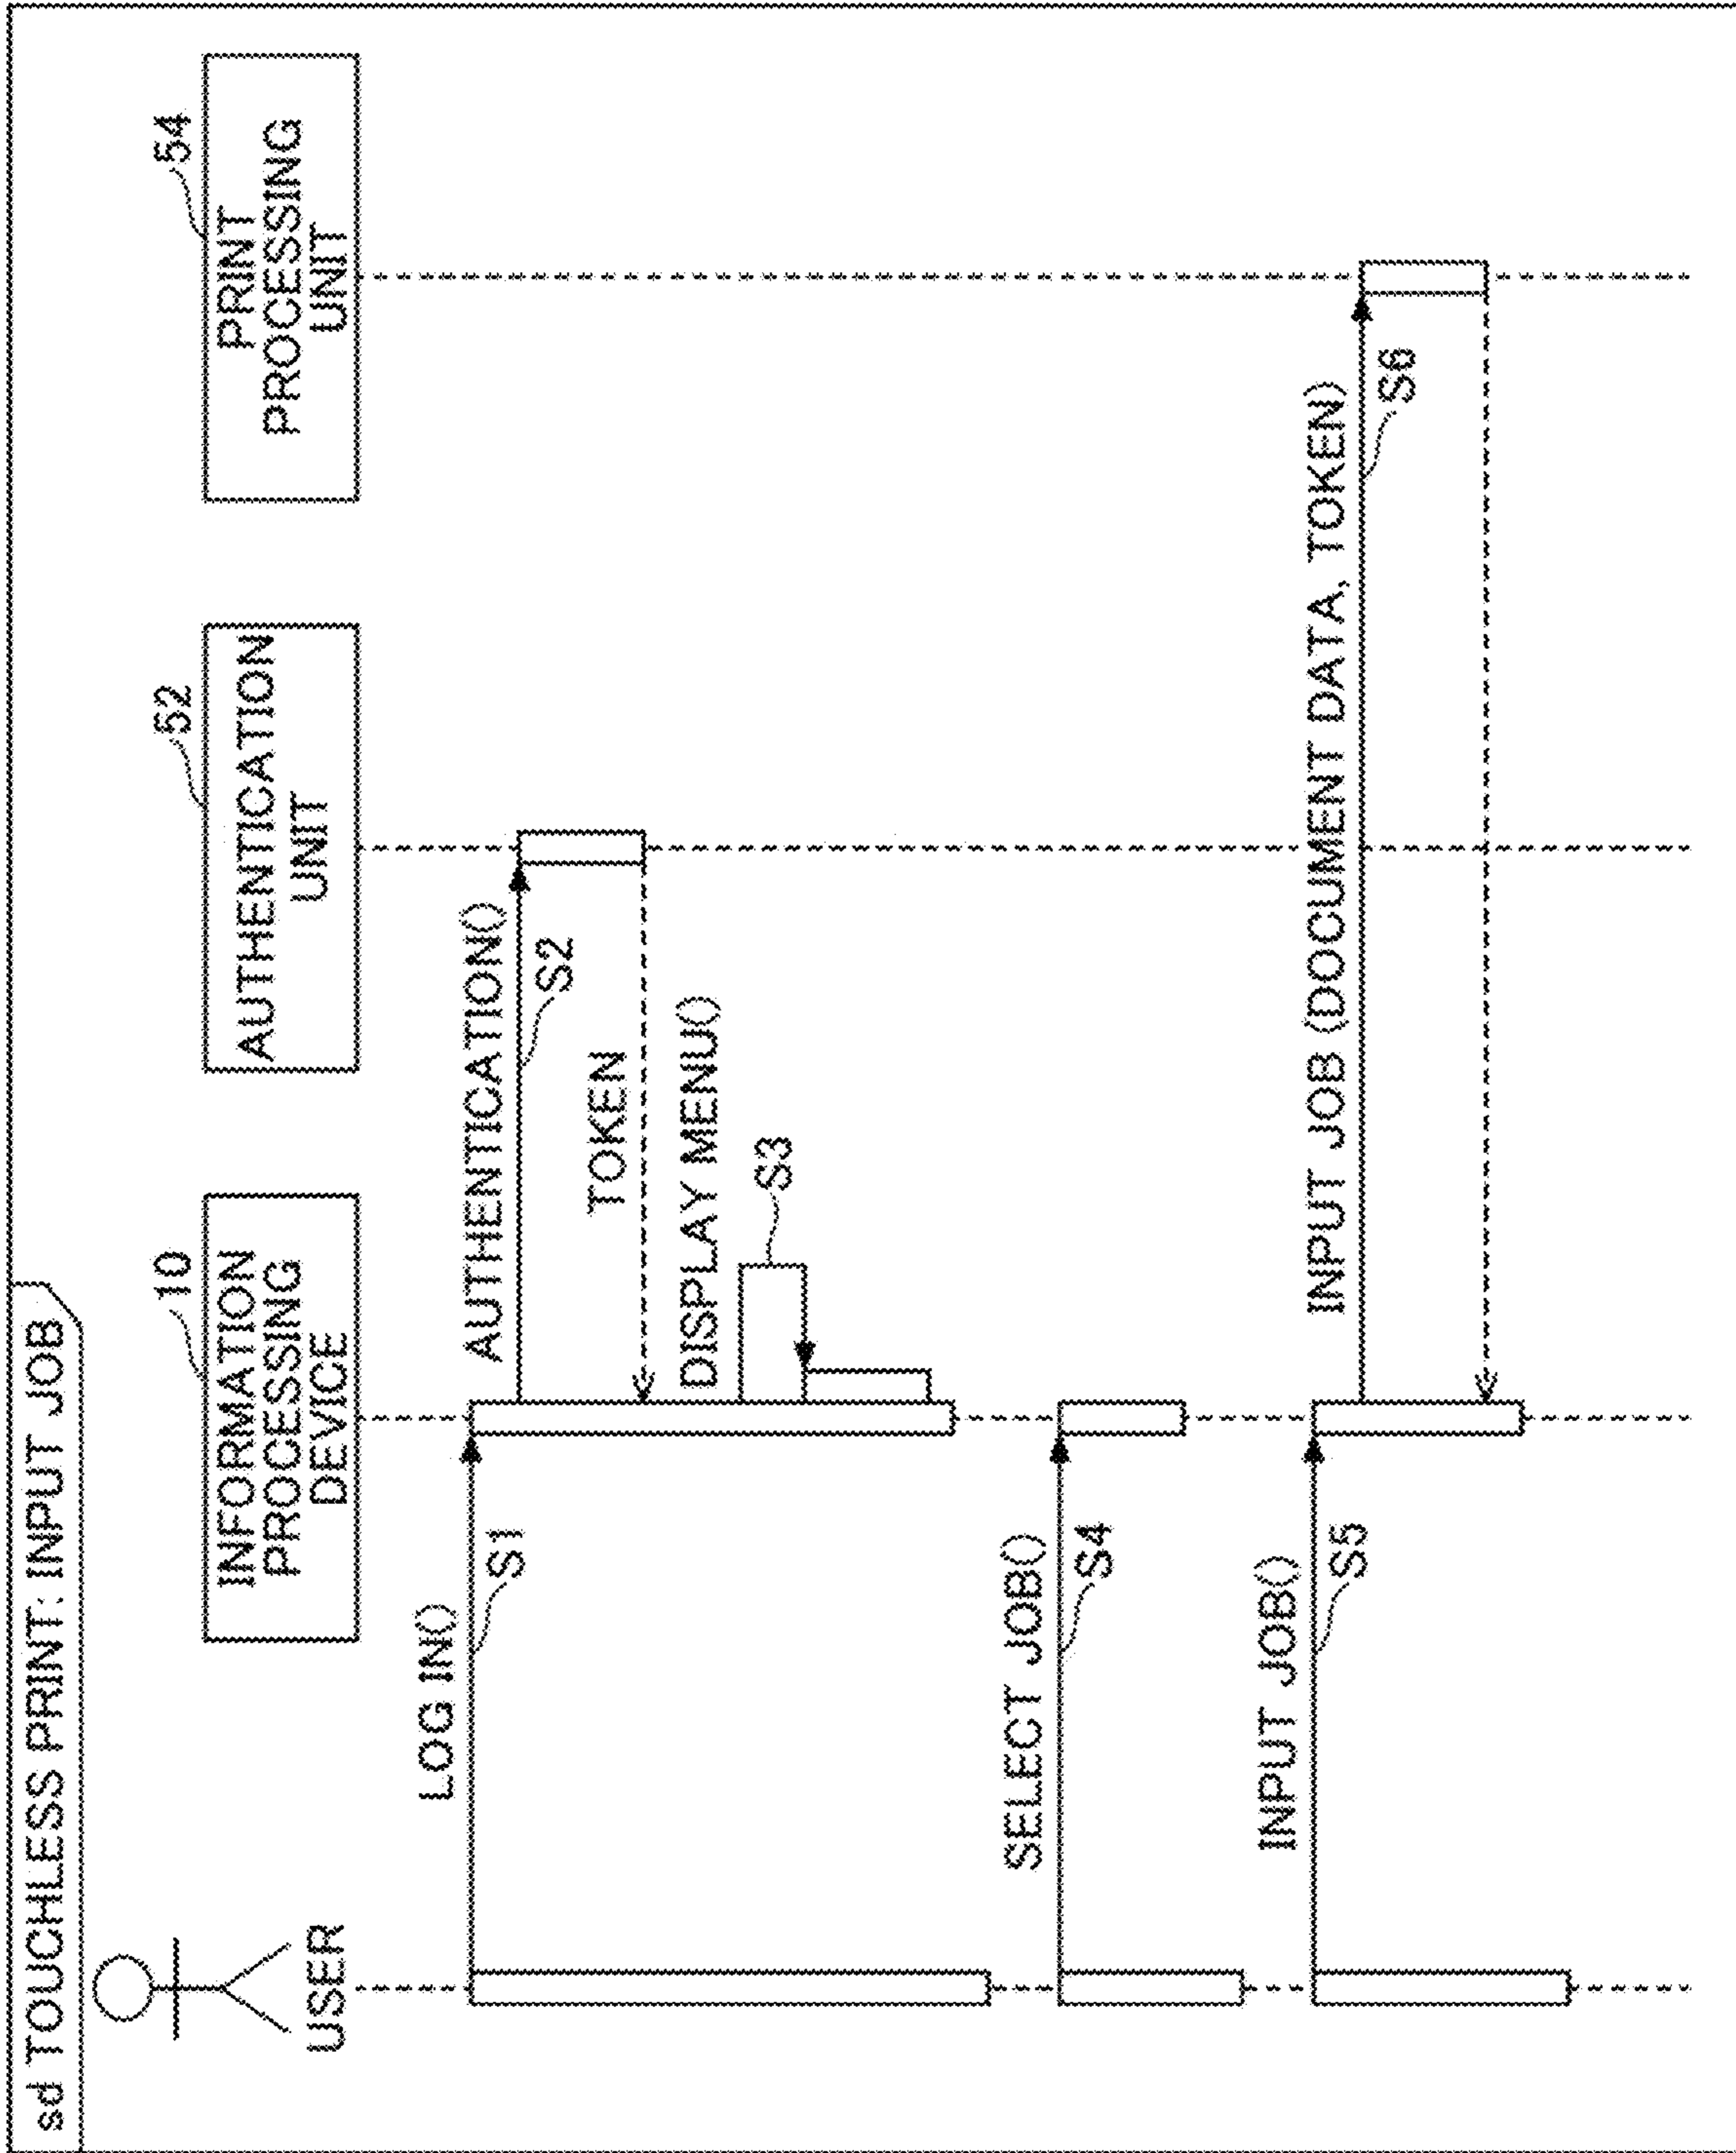 sd TOUCHLESS PRINT: INPUT JOB
USER
10
INFORMATION
PROCESSING
DEVICE
52
AUTHENTICATION
UNIT
54
PRINT
PROCESSING
UNIT
LOG IN()
S1
AUTHENTICATION()
S2
TOKEN
DISPLAY MENU()
S3
SELECT JOB()
S4
INPUT JOB()
S5
INPUT JOB (DOCUMENT DATA, TOKEN)
S6